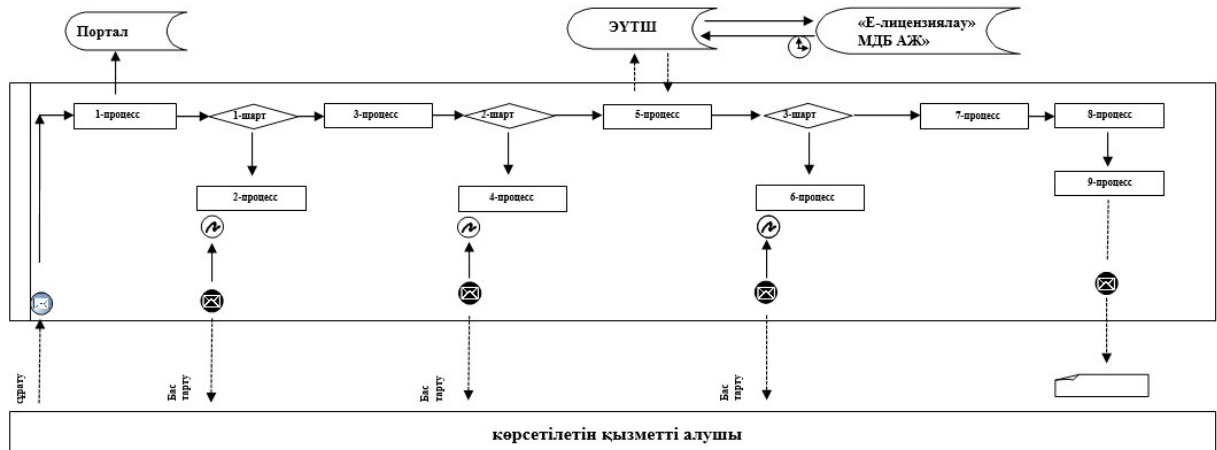 Портал
ЭҮТШ
«Е-лицензиялау»
МДБ АЖ»
1-процесс
1-шарт
3-процесс
2-шарт
5-процесс
3-шарт
7-процесс
8-процесс
2-процесс
4-процесс
6-процесс
9-процесс
сұрату
Бас
тарту
Бас
тарту
Бас
тарту
көрсетілетін қызметті алушы